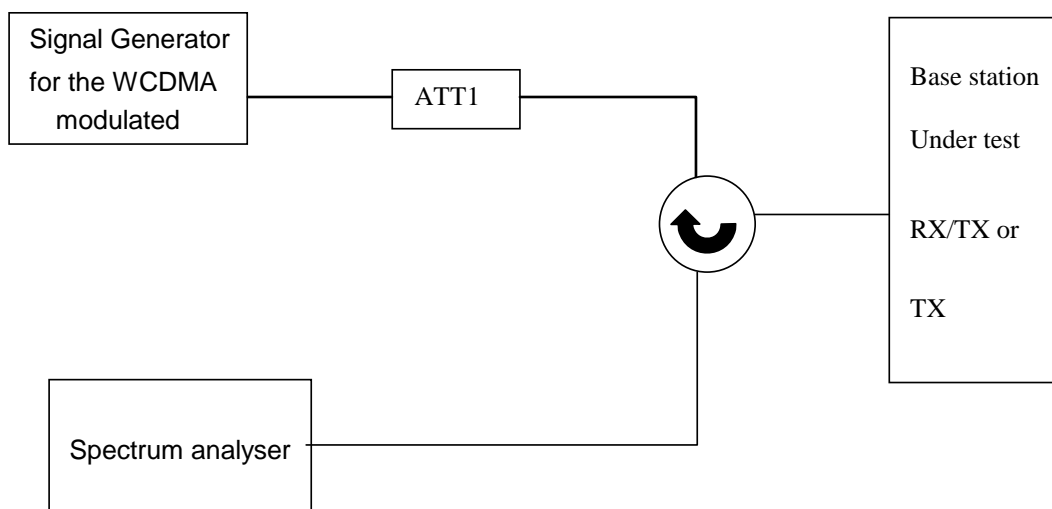 Signal Generator
for the WCDMA
modulated
ATT1
Base station
Under test
RX/TX or
TX
Spectrum analyser